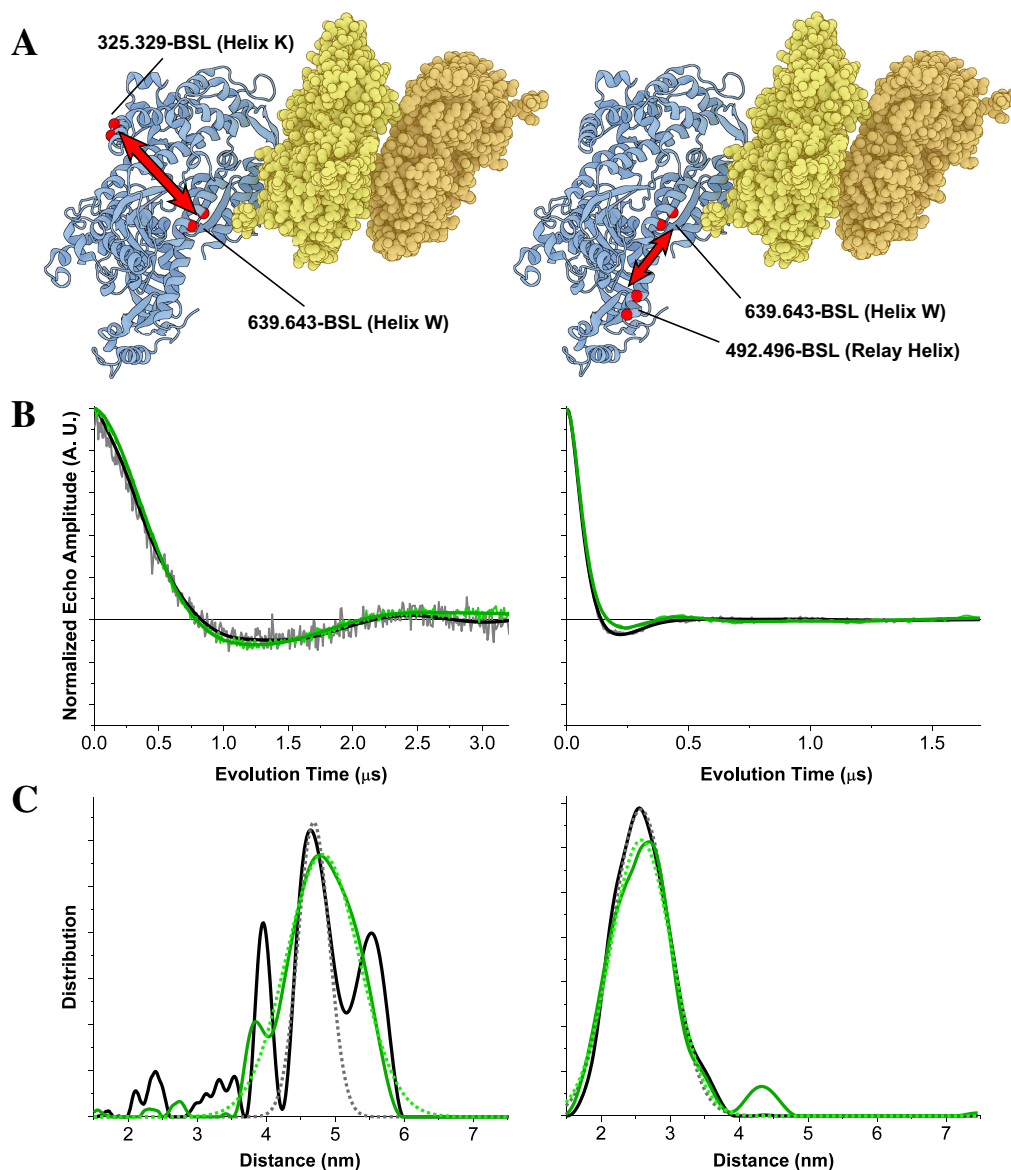 A
325.329-BSL (Helix K)
639.643-BSL (Helix W)
639.643-BSL (Helix W)
492.496-BSL (Relay Helix)
B
Normalized Echo Amplitude (A. U.)
0.0 0.5 1.0 1.5 2.0 2.5 3.0
Evolution Time (μs)
0.0 0.5 1.0 1.5
Evolution Time (μs)
C
Distribution
2 3 4 5 6 7
Distance (nm)
2 3 4 5 6 7
Distance (nm)